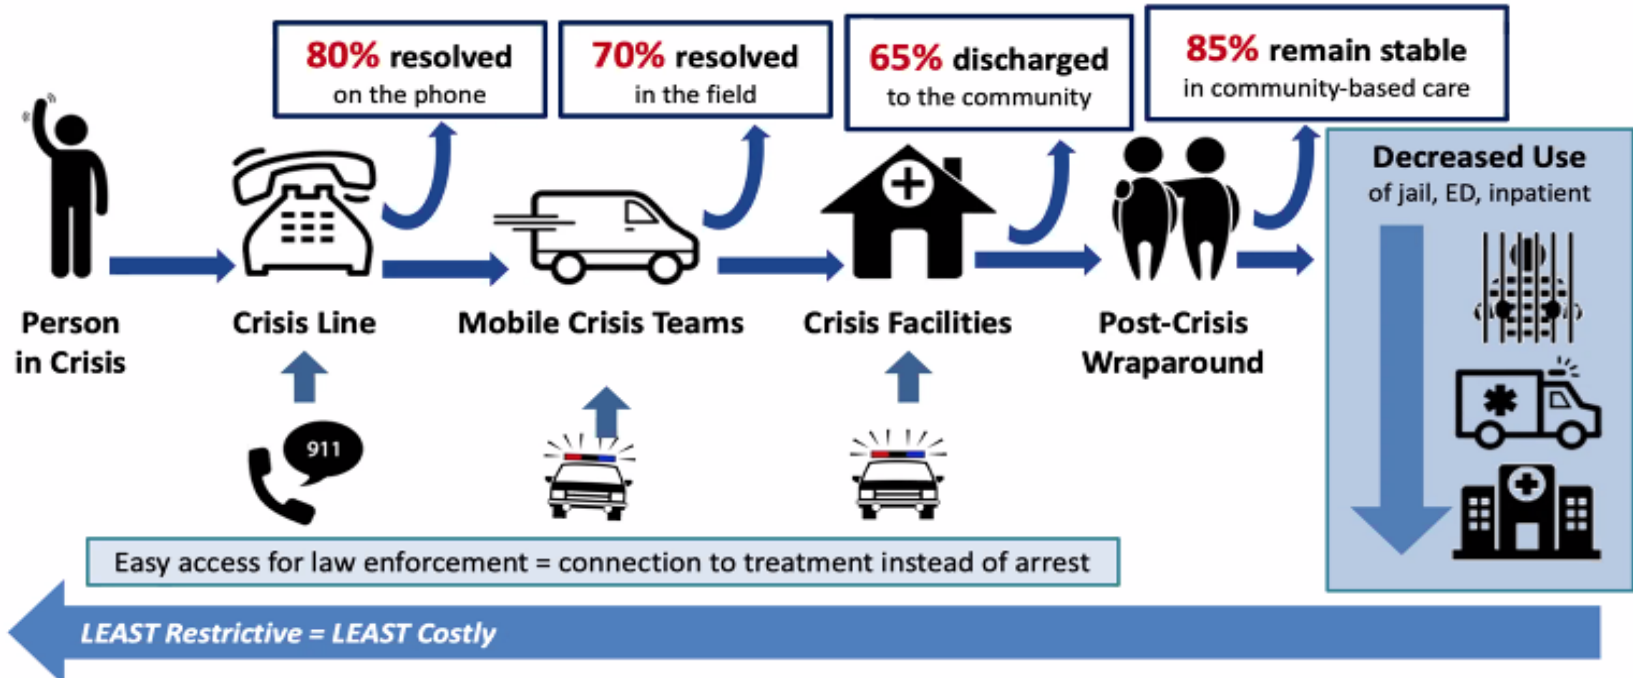 80% resolved
on the phone
70% resolved
in the field
65% discharged
to the community
85% remain stable
in community-based care
Decreased Use
of jail, ED, inpatient
Person
in Crisis
Crisis Line
Mobile Crisis Teams
Crisis Facilities
Post-Crisis
Wraparound
911
Easy access for law enforcement = connection to treatment instead of arrest
LEAST Restrictive = LEAST Costly